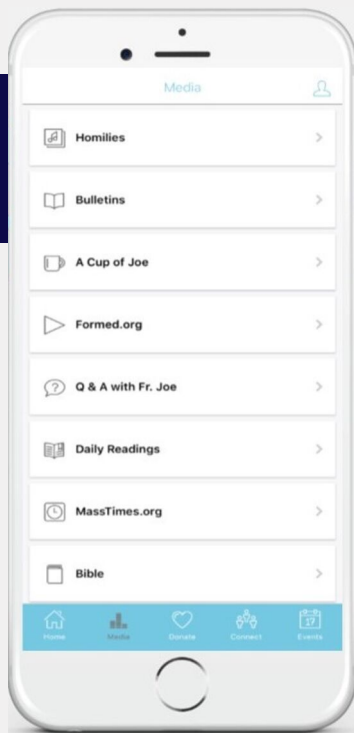 Media
Homilies
Bulletins
A Cup of Joe
Formed.org
Q & A with Fr. Joe
Daily Readings
MassTimes.org
Bible
Home Media Donate Connect Events